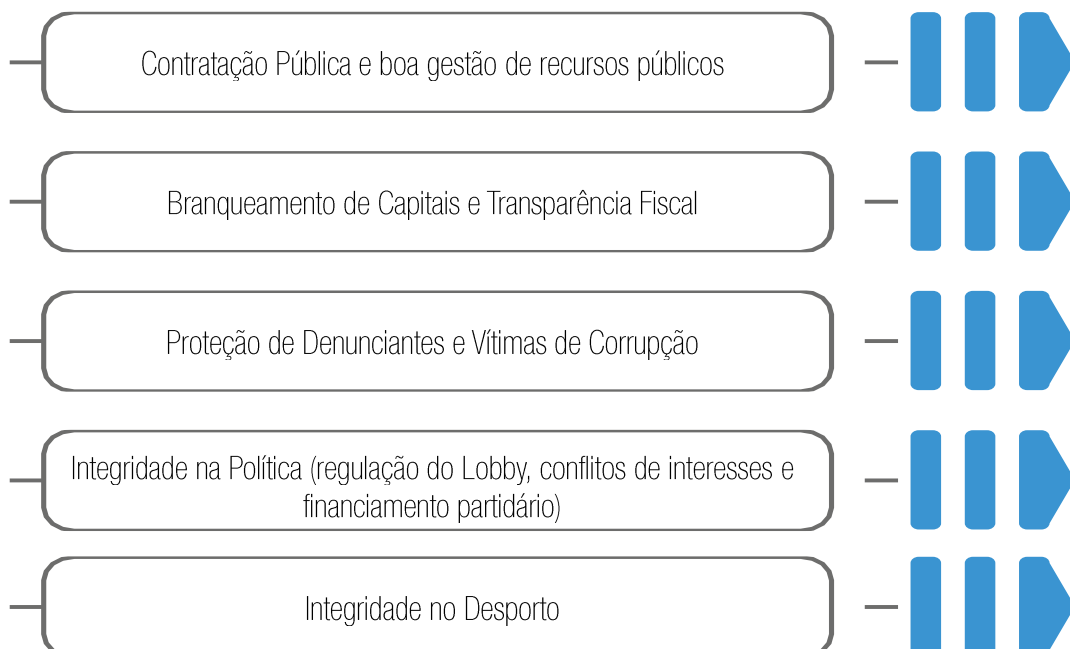 Contratação Pública e boa gestão de recursos públicos
Branqueamento de Capitais e Transparência Fiscal
Proteção de Denunciantes e Vítimas de Corrupção
Integridade na Política (regulação do Lobby, conflitos de interesses e
financiamento partidário)
Integridade no Desporto